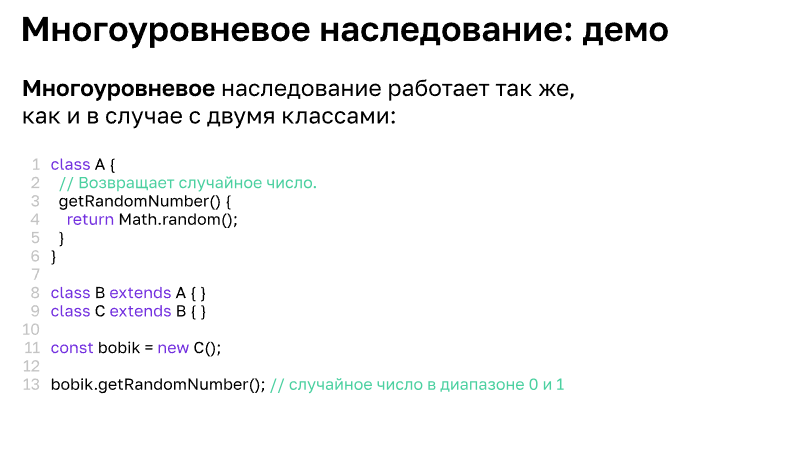 Многоуровневое наследование: демо
Многоуровневое наследование работает так же,
как и в случае с двумя классами:
1 class A {
2 // Возвращает случайное число.
3 getRandomNumber() {
4 return Math.random();
5 }
6 }
7
8 class B extends A { }
9 class C extends B { }
10
11 const bobik = new C();
12
13 bobik.getRandomNumber(); // случайное число в диапазоне 0 и 1